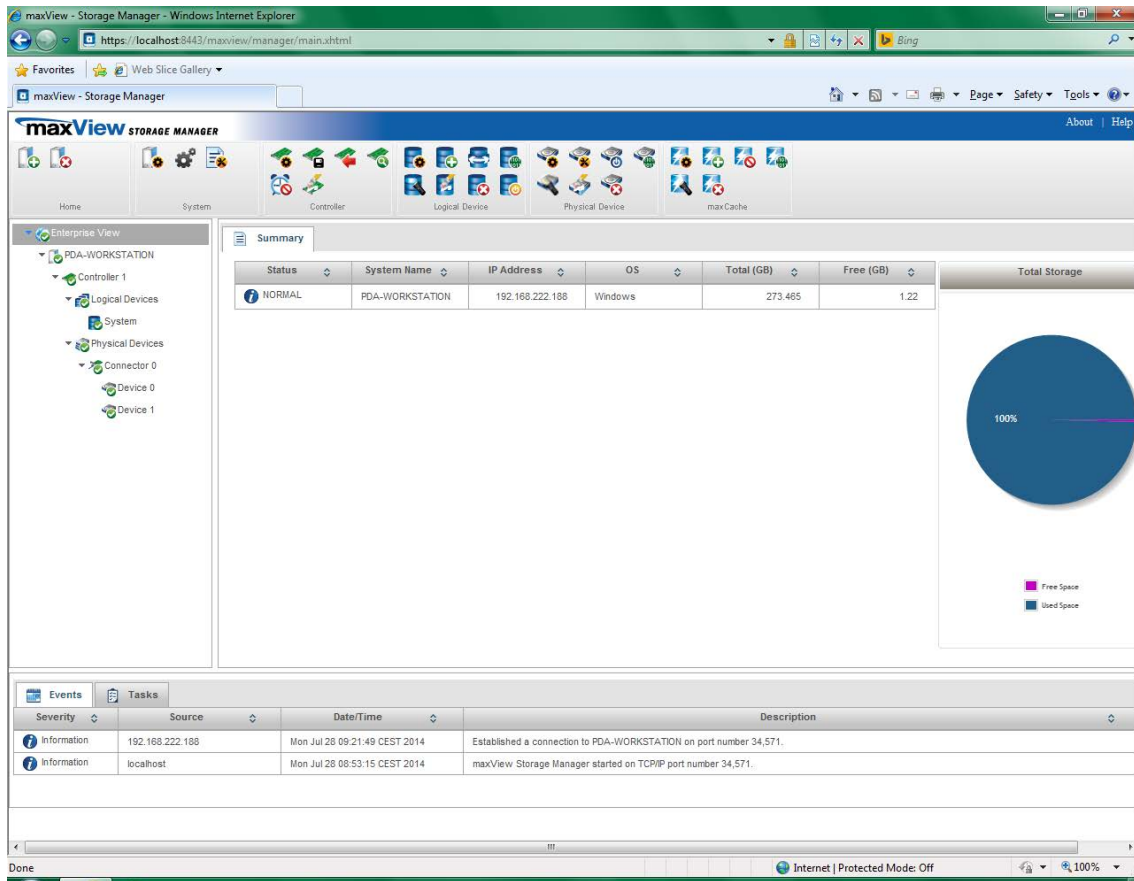 maxView - Storage Manager - Windows Internet Explorer
https://localhost:8443/maxview/manager/main.xhtml
Bing
Favorites Web Slice Gallery
maxView - Storage Manager
Page Safety Tools
maxView STORAGE MANAGER
About | Help
Home System Controller Logical Device Physical Device maxCache
Enterprise View
PDA-WORKSTATION
Controller 1
Logical Devices
System
Physical Devices
Connector 0
Device 0
Device 1
Summary
Status System Name IP Address OS Total (GB) Free (GB)
NORMAL PDA-WORKSTATION 192.168.222.188 Windows 273.465 1.22
Total Storage
100%
Free Space
Used Space
Events Tasks
Severity Source Date/Time Description
Information 192.168.222.188 Mon Jul 28 09:21:49 CEST 2014 Established a connection to PDA-WORKSTATION on port number 34,571.
Information localhost Mon Jul 28 08:53:15 CEST 2014 maxView Storage Manager started on TCP/IP port number 34,571.
Done Internet | Protected Mode: Off 100%